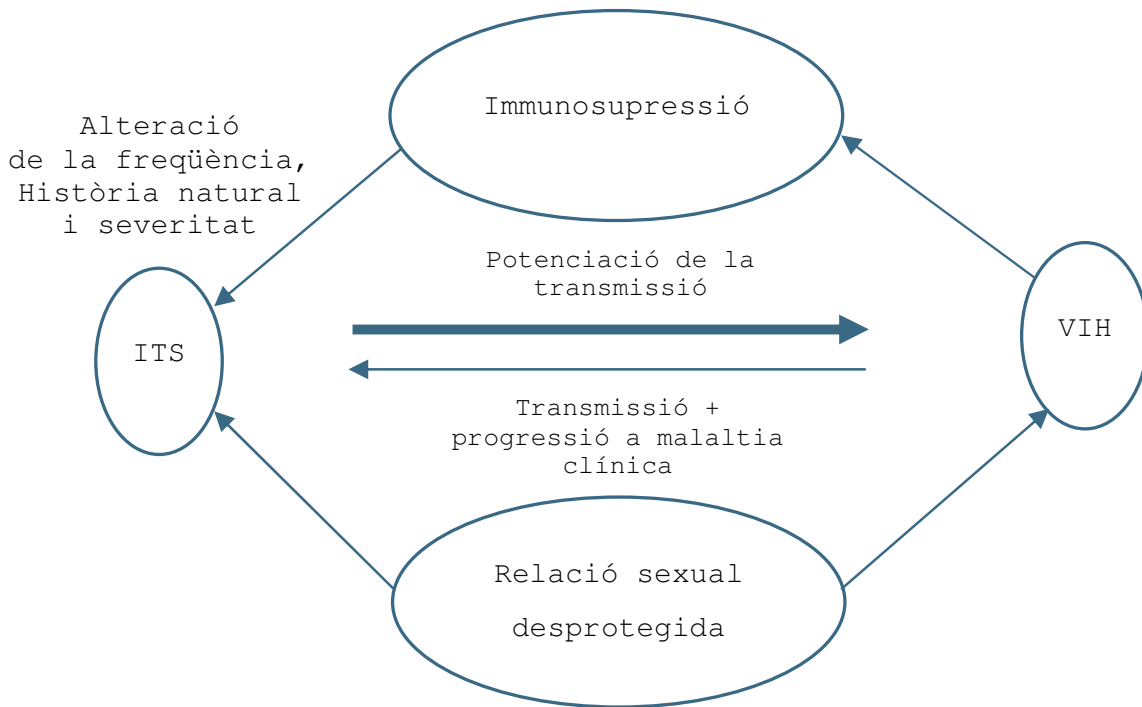 Immunosupressió
Alteració
de la freqüència,
Història natural
i severitat
Potenciació de la
transmissió
ITS
VIH
Transmissió +
progressió a malaltia
clínica
Relació sexual
desprotegida